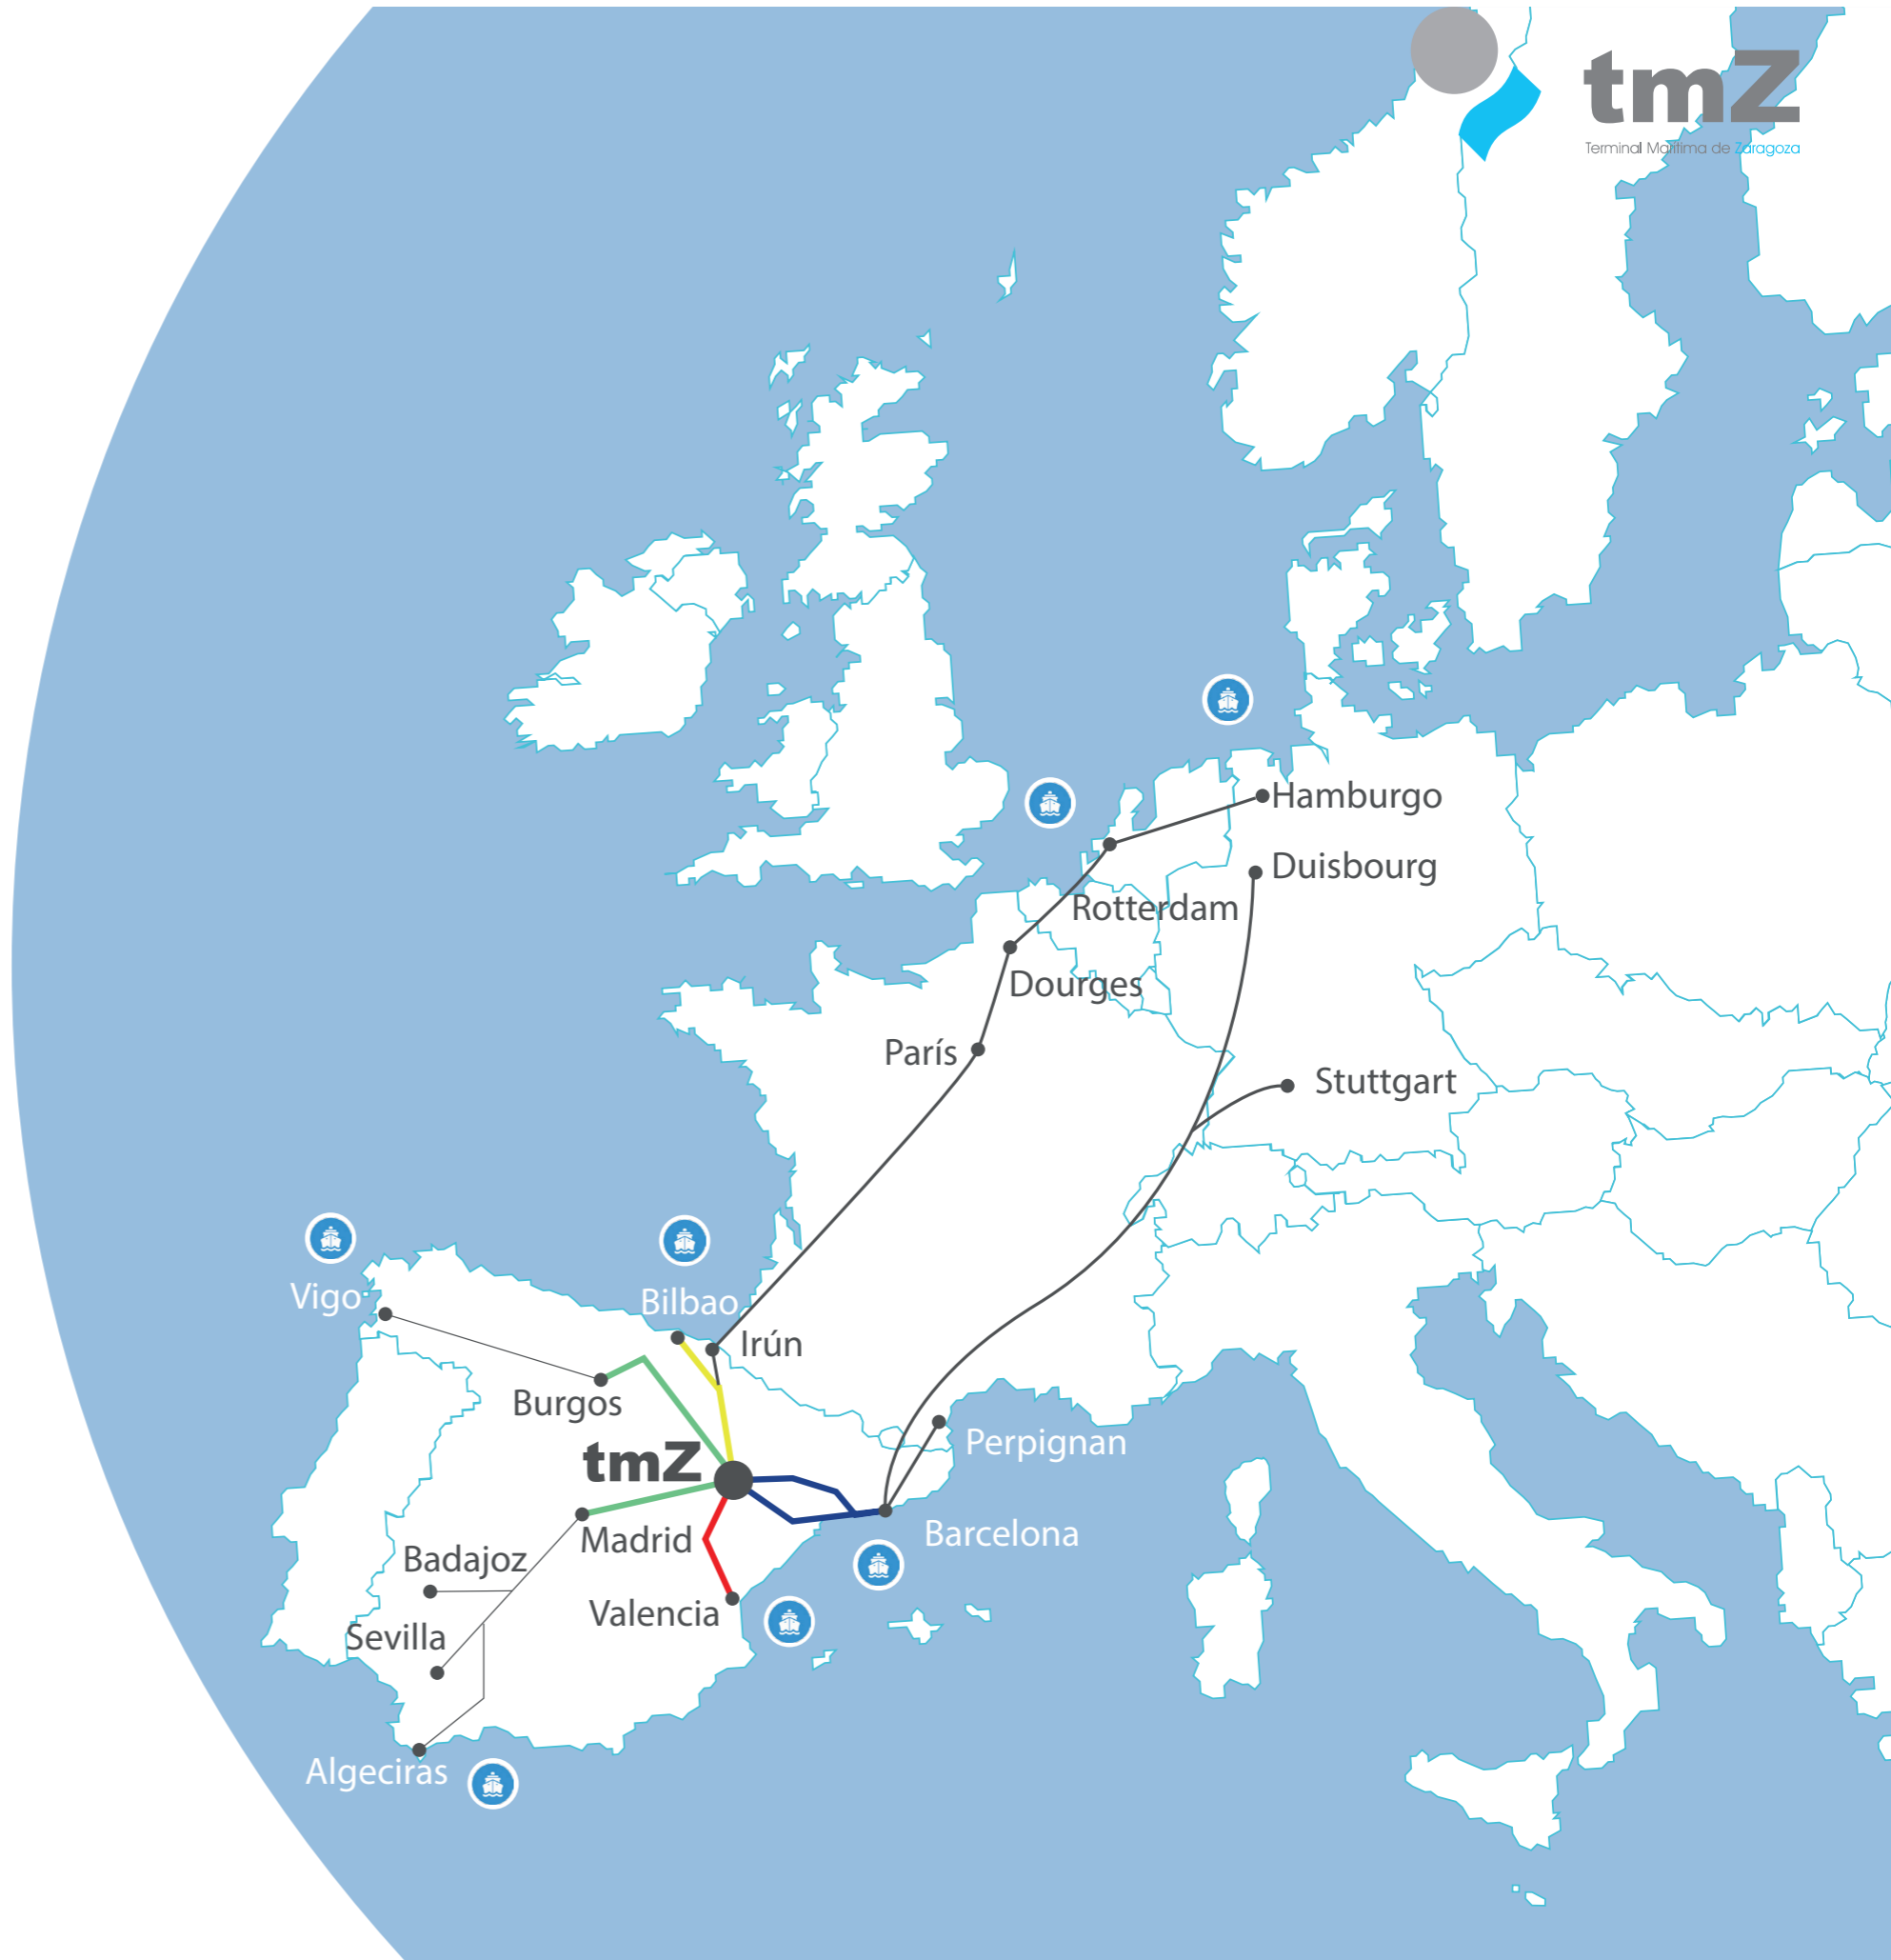 tmZ
Terminal Marítima de Zaragoza
Hamburgo
Duisbourg
Rotterdam
Dourges
París
Stuttgart
Vigo
Bilbao
Irún
Burgos
Perpignan
tmZ
Barcelona
Madrid
Badajoz
Valencia
Sevilla
Algeciras